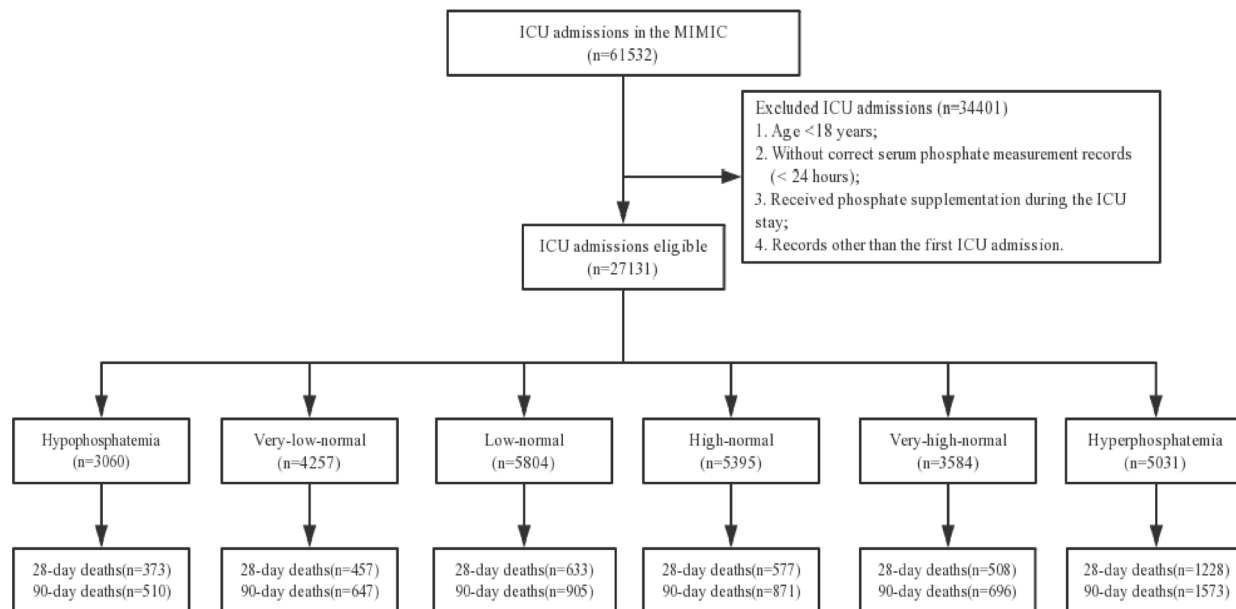 ICU admissions in the MIMIC
(n=61532)
Excluded ICU admissions (n=34401)
1. Age <18 years;
2. Without correct serum phosphate measurement records
(< 24 hours);
3. Received phosphate supplementation during the ICU
stay;
4. Records other than the first ICU admission.
ICU admissions eligible
(n=27131)
Hypophosphatemia
(n=3060)
Very-low-normal
(n=4257)
Low-normal
(n=5804)
High-normal
(n=5395)
Very-high-normal
(n=3584)
Hyperphosphatemia
(n=5031)
28-day deaths(n=373)
90-day deaths(n=510)
28-day deaths(n=457)
90-day deaths(n=647)
28-day deaths(n=633)
90-day deaths(n=905)
28-day deaths(n=577)
90-day deaths(n=871)
28-day deaths(n=508)
90-day deaths(n=696)
28-day deaths(n=1228)
90-day deaths(n=1573)